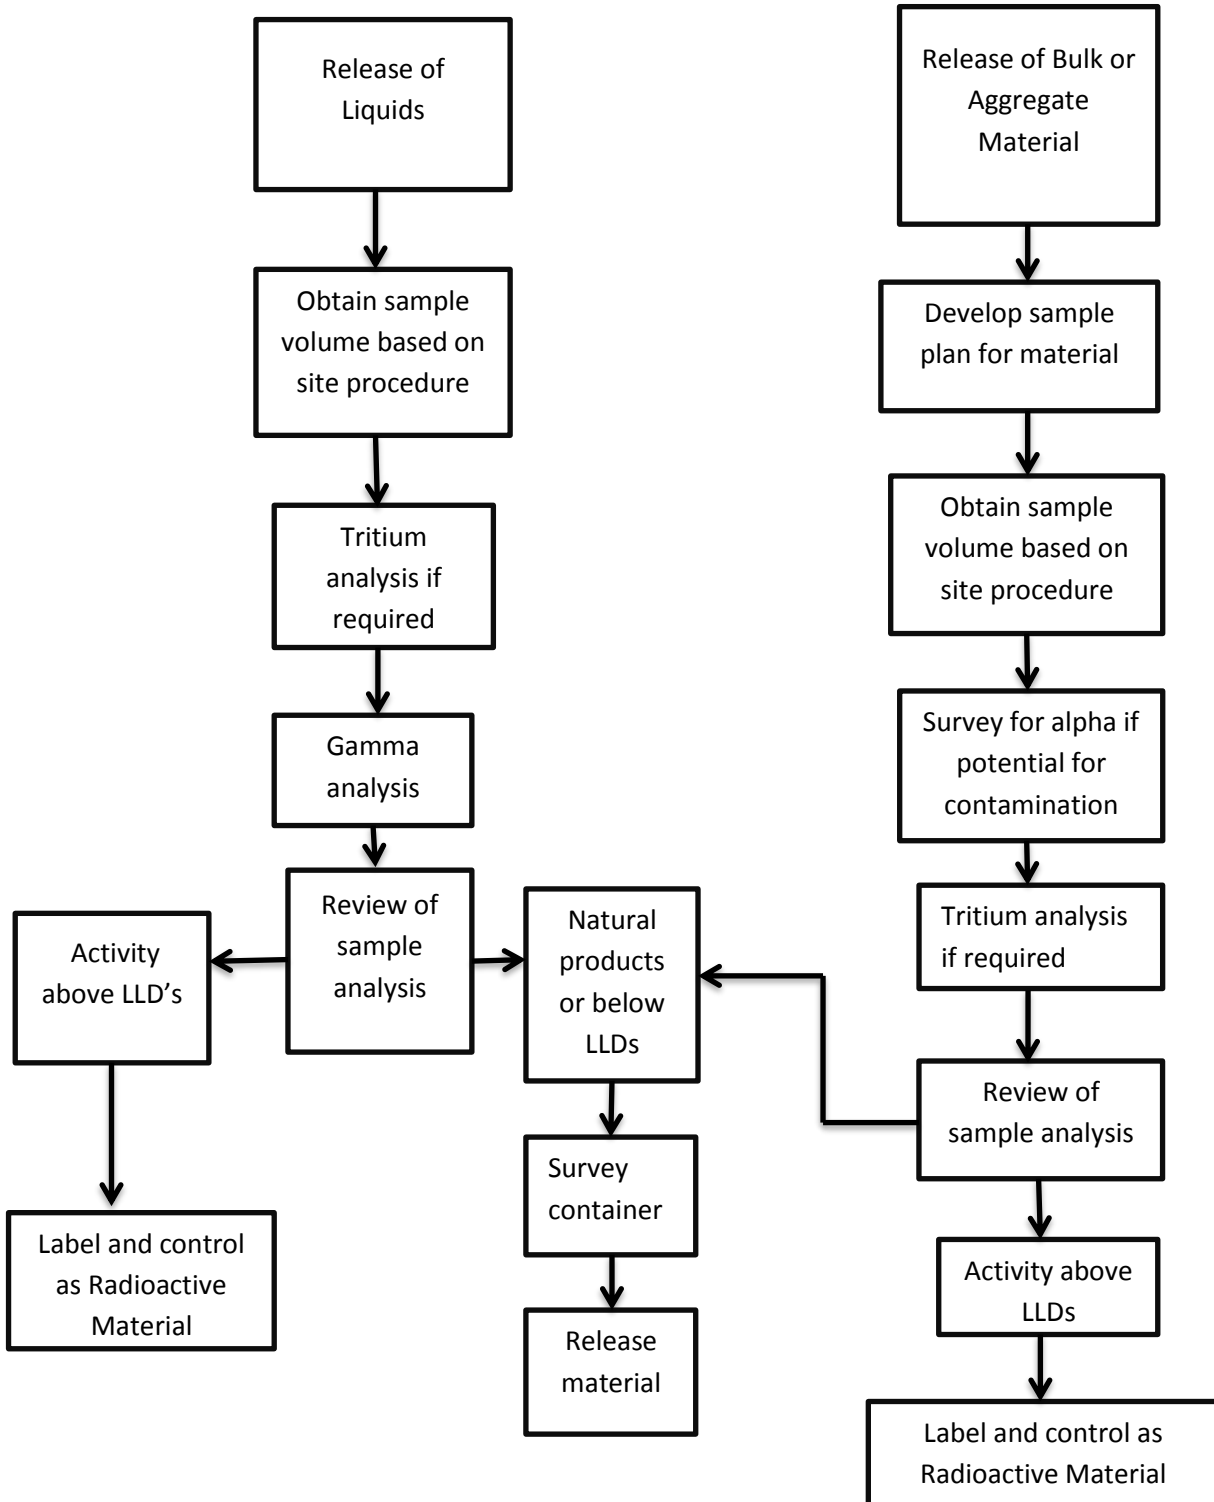 Release of
Liquids
Obtain sample
volume based on
site procedure
Tritium
analysis if
required
Gamma
analysis
Review of
sample
analysis
Activity
above LLD’s
Label and control
as Radioactive
Material
Natural
products
or below
LLDs
Survey
container
Release
material
Release of Bulk or
Aggregate
Material
Develop sample
plan for material
Obtain sample
volume based on
site procedure
Survey for alpha if
potential for
contamination
Tritium analysis
if required
Review of
sample analysis
Activity above
LLDs
Label and control as
Radioactive Material